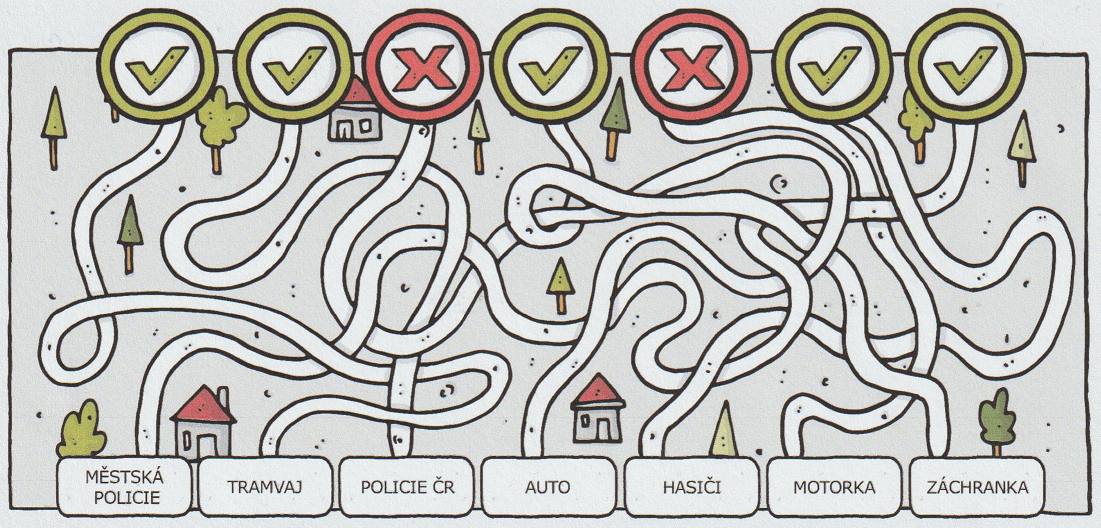 MĚSTSKÁ
POLICIE
TRAMVAJ
POLICIE ČR
AUTO
HASIČI
MOTORKA
ZÁCHRANKA